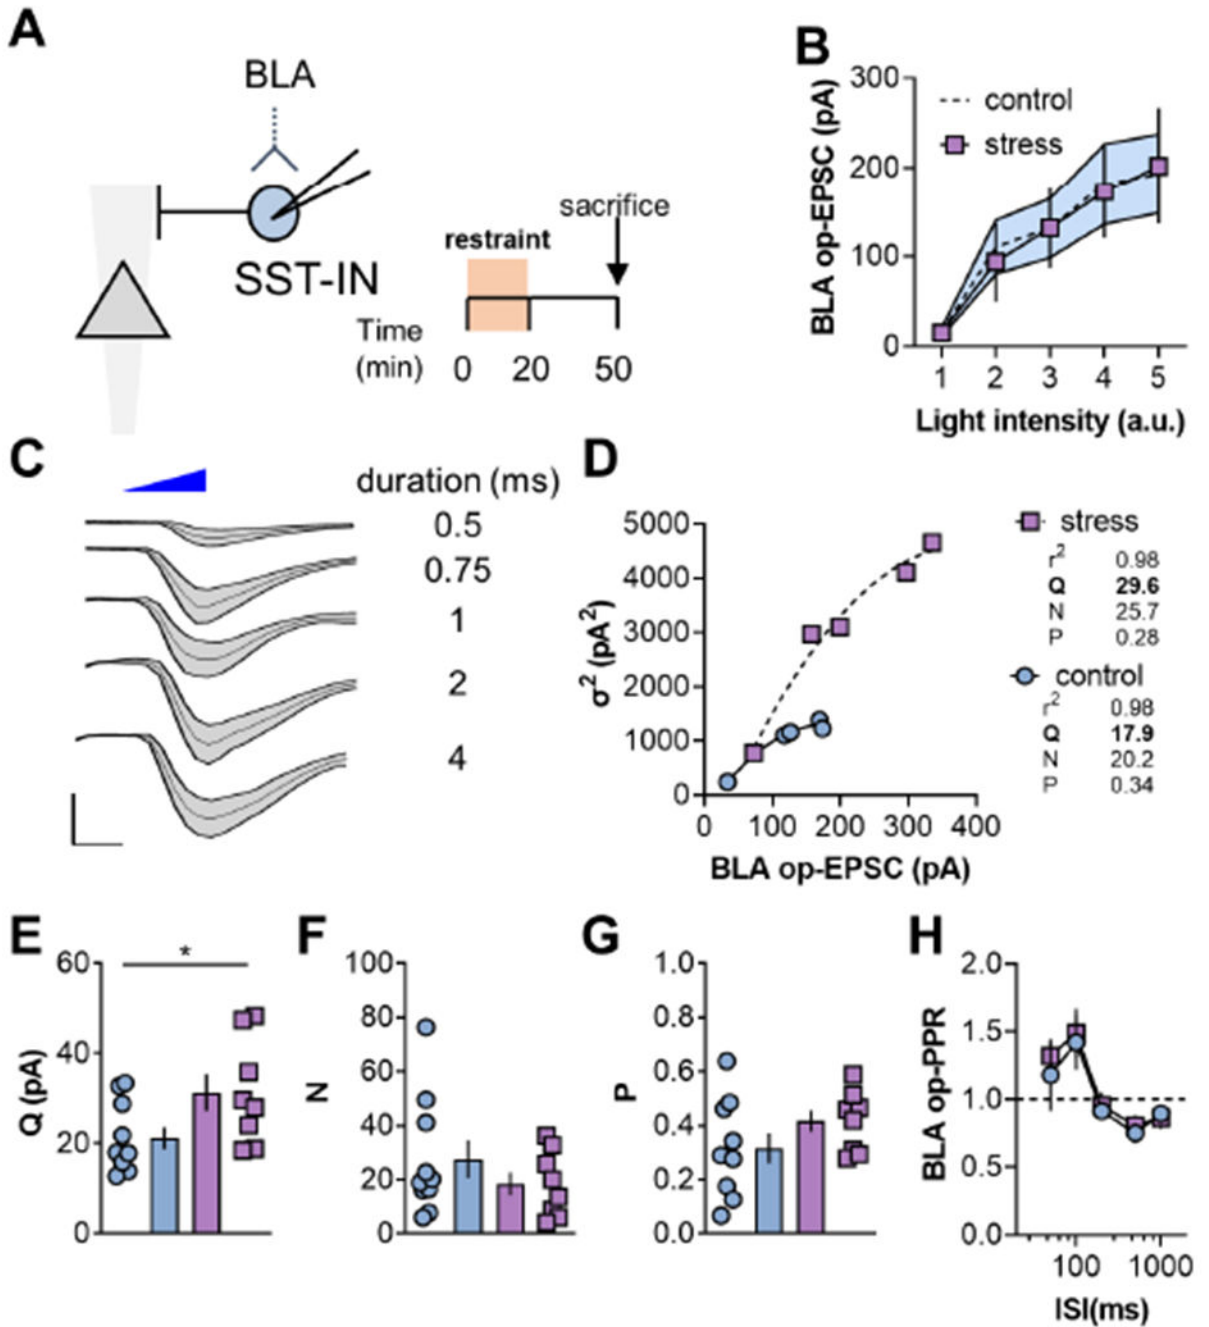 A
BLA
SST-IN
sacrifice
restraint
Time
(min)
0 20 50
B
BLA op-EPSC (pA)
300
200
100
0
control
stress
1 2 3 4 5
Light intensity (a.u.)
C
duration (ms)
0.5
0.75
1
2
4
D
σ² (pA²)
5000
4000
3000
2000
1000
0
0 100 200 300 400
BLA op-EPSC (pA)
stress
r² 0.98
Q 29.6
N 25.7
P 0.28
control
r² 0.98
Q 17.9
N 20.2
P 0.34
E
Q (pA)
60
40
20
0
*
F
N
100
80
60
40
20
0
G
P
1.0
0.8
0.6
0.4
0.2
0.0
H
BLA op-PPR
2.0
1.5
1.0
0.5
0.0
100 1000
ISI(ms)